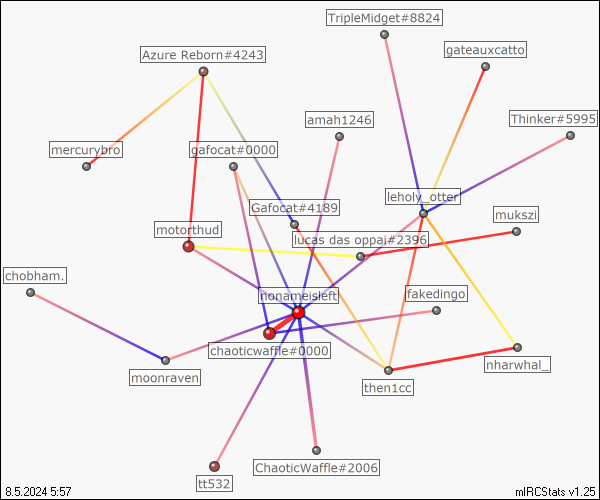 TripleMidget#8824
gateauxcatto
Azure Reborn#4243
amah1246
Thinker#5995
mercurybro
gafocat#0000
leholy_otter
Gafocat#4189
mukszi
motorthud
lucas das oppai#2396
chobham.
nonameisleft
fakedingo
chaoticwaffle#0000
moonraven
then1cc
nharwhal_
tt532
ChaoticWaffle#2006
8.5.2024 5:57
mIRCStats v1.25